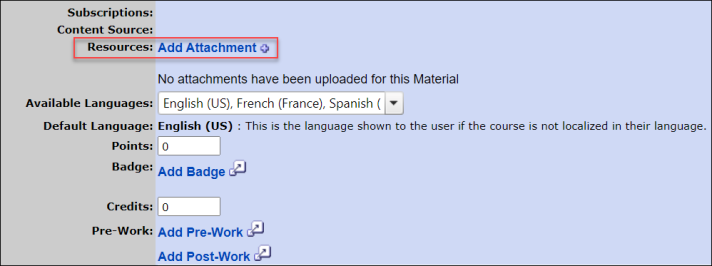 Subscriptions:
Content Source:
Resources: Add Attachment
No attachments have been uploaded for this Material
Available Languages: English (US), French (France), Spanish (
Default Language: English (US) : This is the language shown to the user if the course is not localized in their language.
Points: 0
Badge: Add Badge
Credits: 0
Pre-Work: Add Pre-Work
Add Post-Work